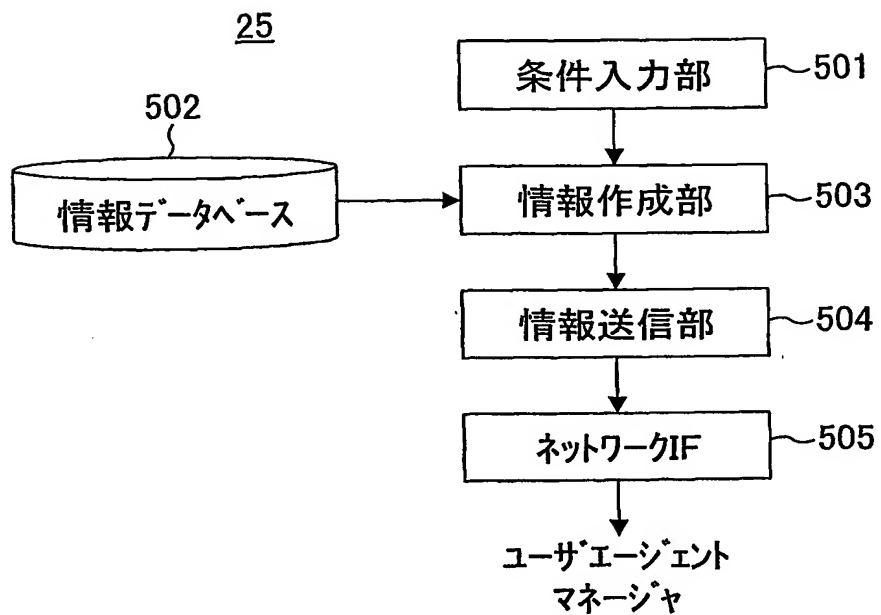 25
条件入力部
501
502
情報データベース
情報作成部
503
情報送信部
504
ネットワークIF
505
ユーザエージェント
マネージャ